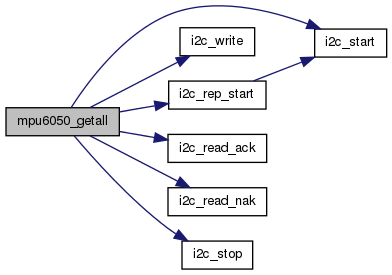 mpu6050_getall
i2c_write
i2c_start
i2c_rep_start
i2c_read_ack
i2c_read_nak
i2c_stop